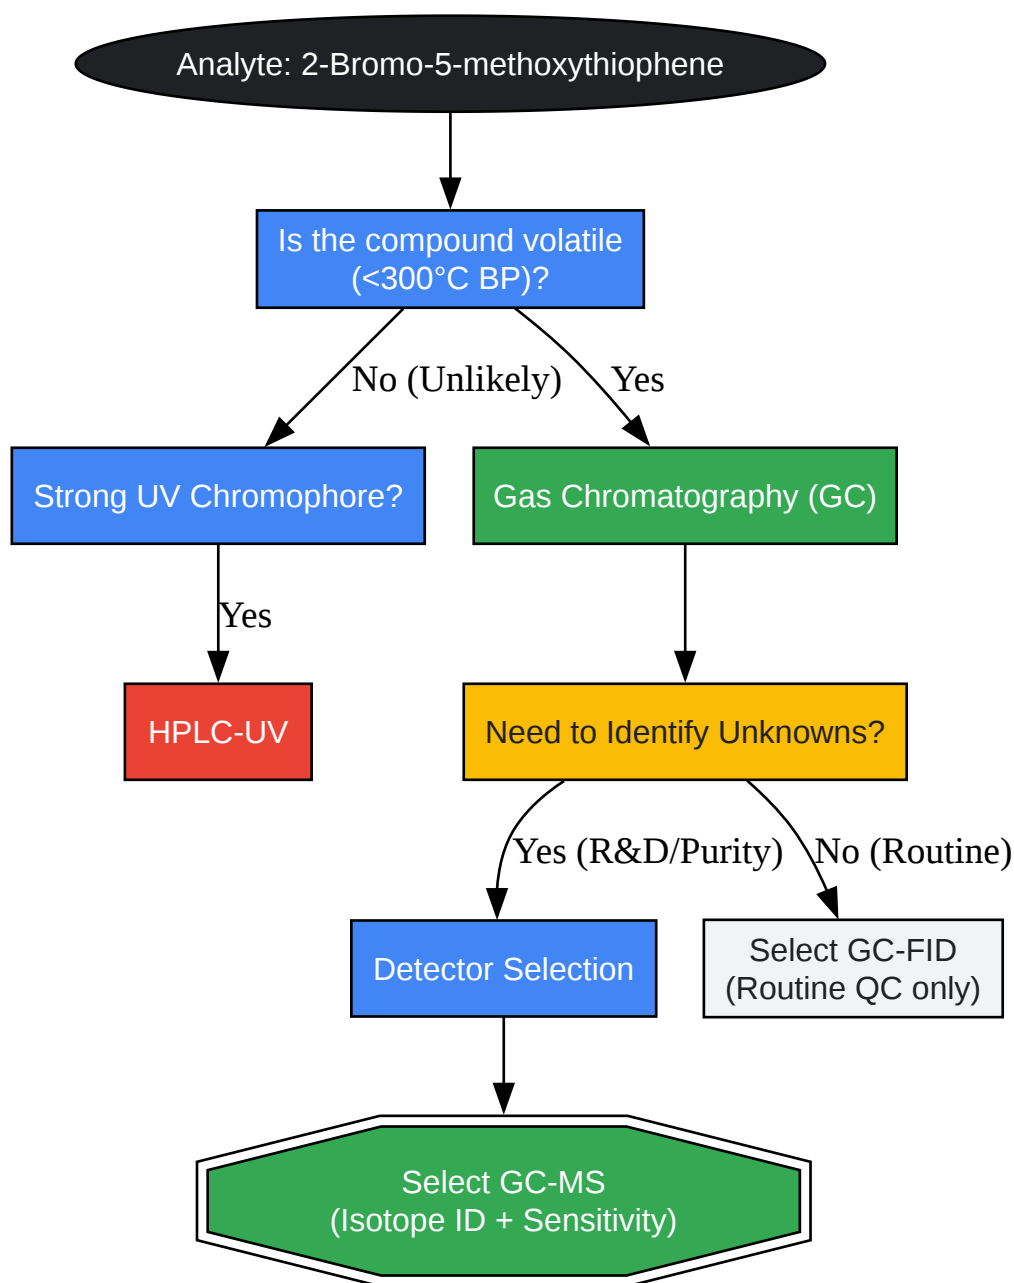 Analyte: 2-Bromo-5-methoxythiophene
Is the compound volatile
(<300°C BP)?
No (Unlikely)
Yes
Strong UV Chromophore?
Gas Chromatography (GC)
Yes
HPLC-UV
Need to Identify Unknowns?
Yes (R&D/Purity)
No (Routine)
Detector Selection
Select GC-FID
(Routine QC only)
Select GC-MS
(Isotope ID + Sensitivity)